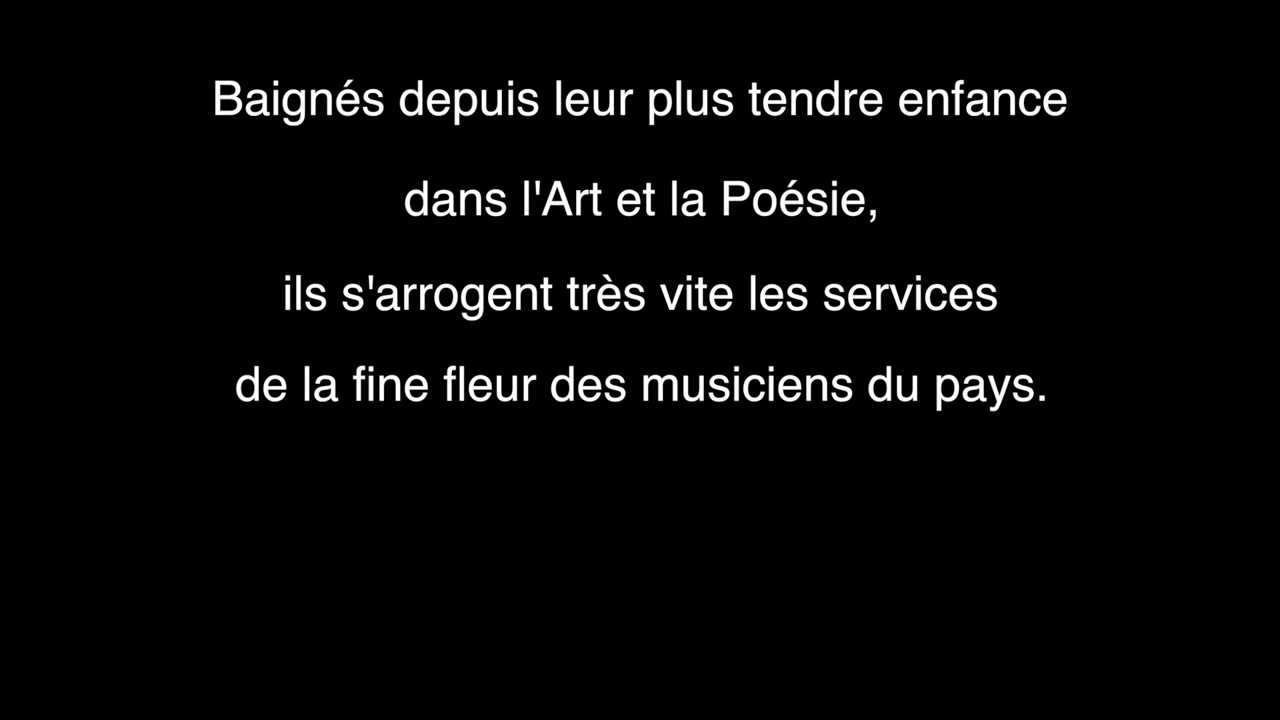 Baignés depuis leur plus tendre enfance
dans l'Art et la Poésie,
ils s'arrogent très vite les services
de la fine fleur des musiciens du pays.